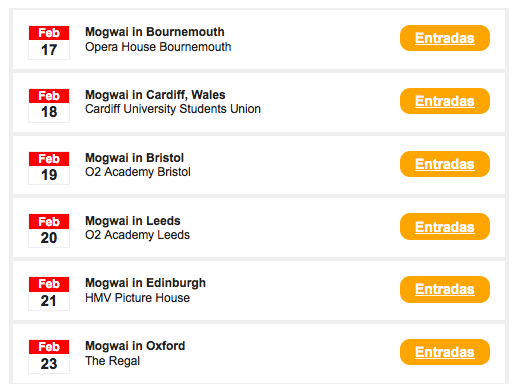 Feb
17
Mogwai in Bournemouth
Opera House Bournemouth
Entradas
Feb
18
Mogwai in Cardiff, Wales
Cardiff University Students Union
Entradas
Feb
19
Mogwai in Bristol
O2 Academy Bristol
Entradas
Feb
20
Mogwai in Leeds
O2 Academy Leeds
Entradas
Feb
21
Mogwai in Edinburgh
HMV Picture House
Entradas
Feb
23
Mogwai in Oxford
The Regal
Entradas